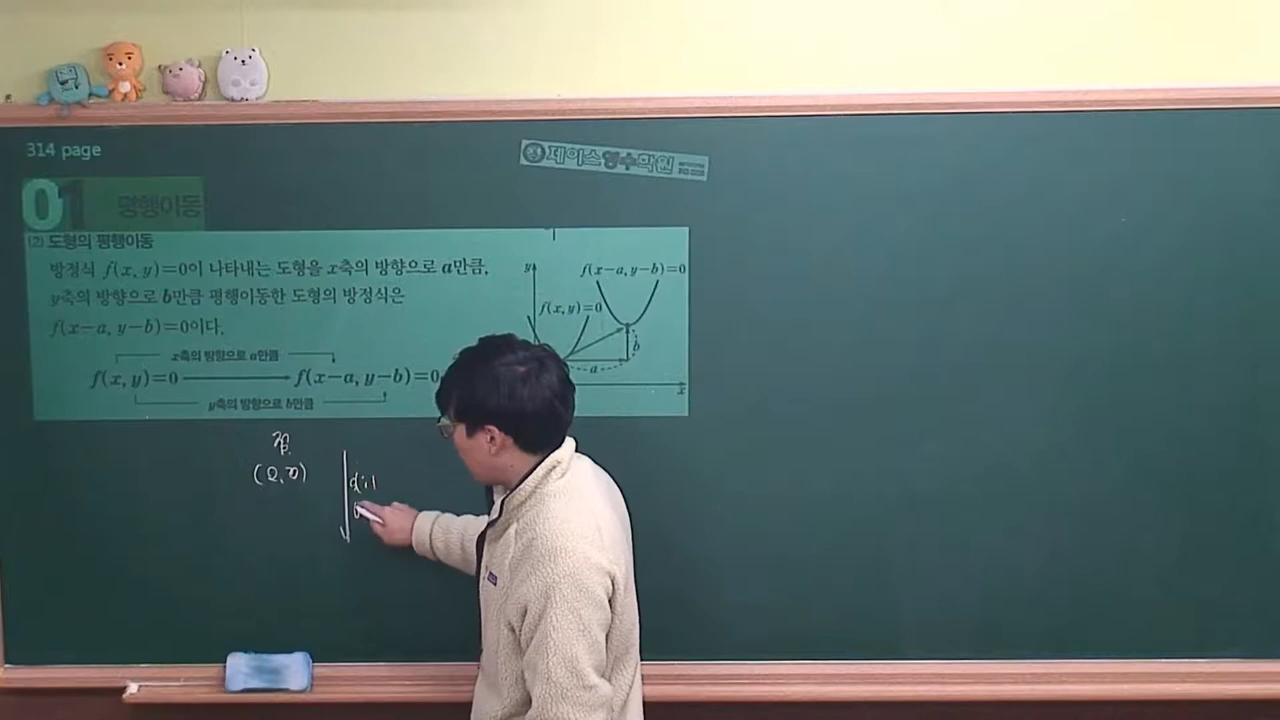 314 page
제이스영수학원
01 평행이동
(2) 도형의 평행이동
방정식 f(x, y)=0이 나타내는 도형을 x축의 방향으로 a만큼,
y축의 방향으로 b만큼 평행이동한 도형의 방정식은
f(x-a, y-b)=0이다.
x축의 방향으로 a만큼
f(x, y)=0 f(x-a, y-b)=0
y축의 방향으로 b만큼
y
f(x-a, y-b)=0
f(x, y)=0
b
a
x
점